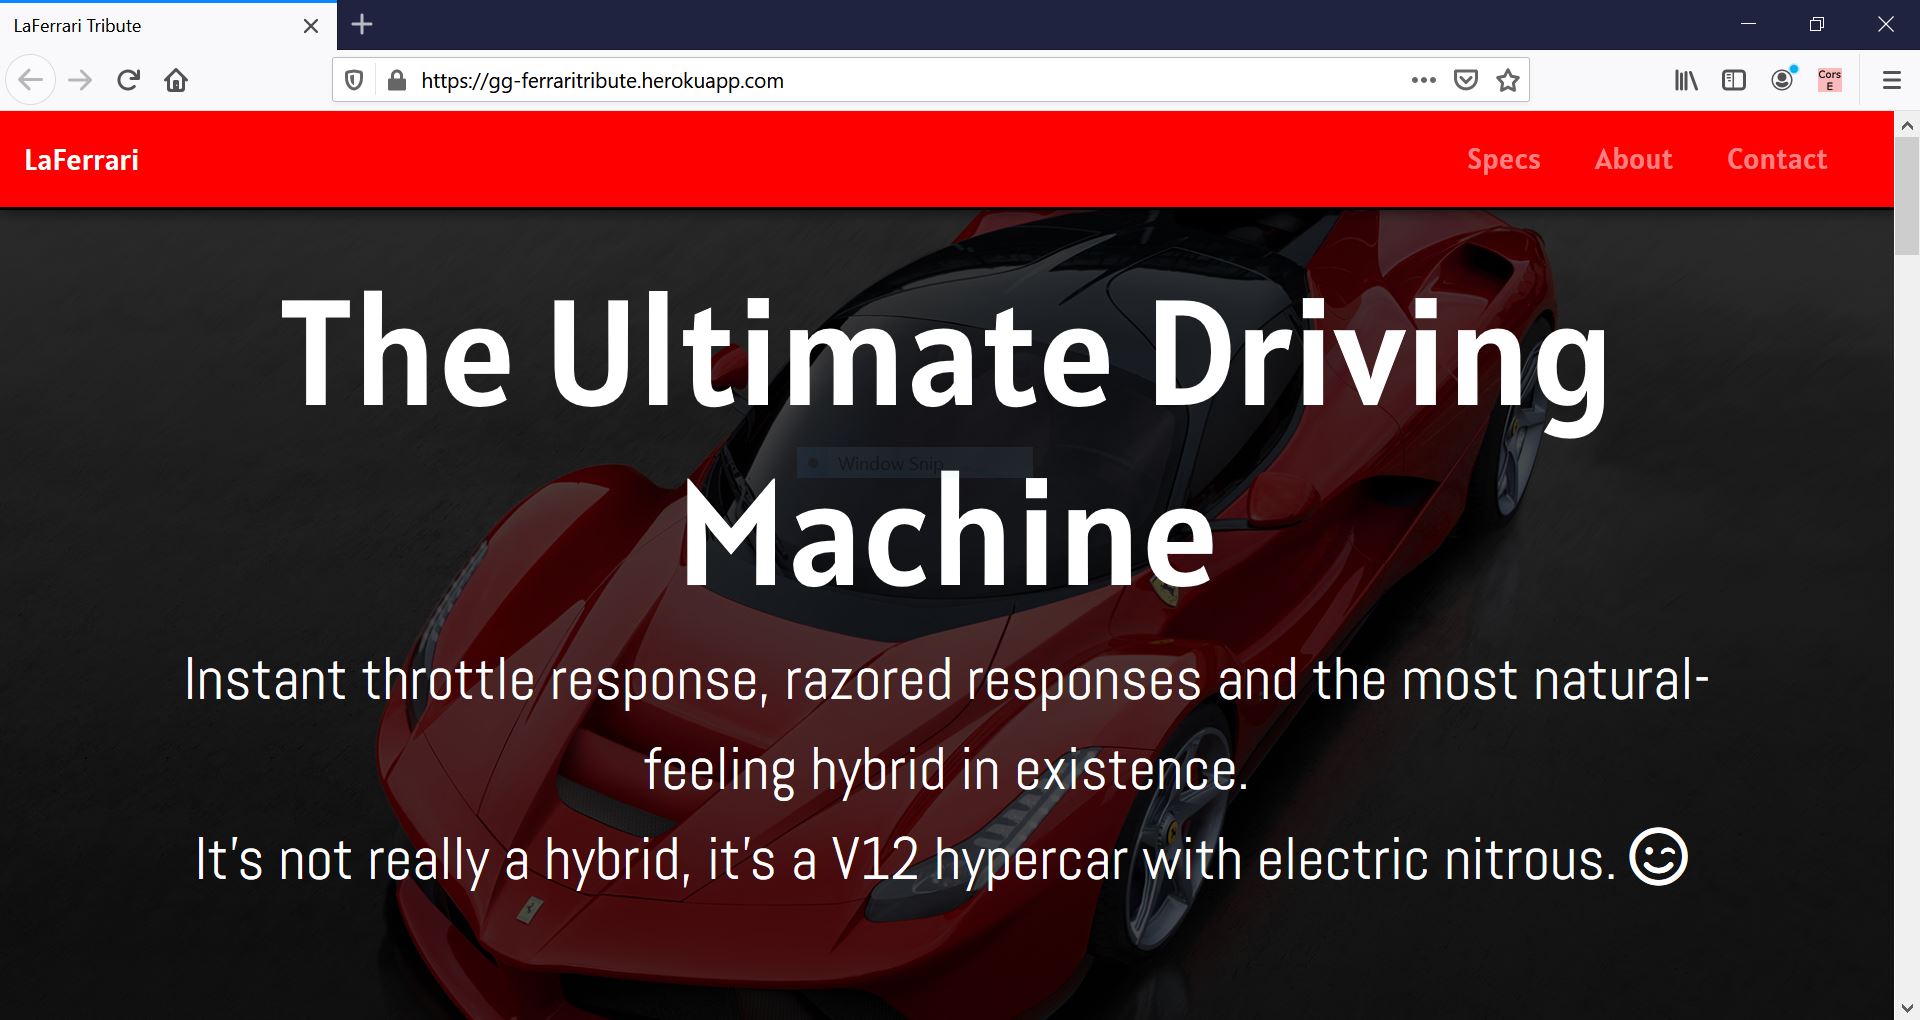 LaFerrari Tribute
https://gg-ferraritribute.herokuapp.com
Cors
E
LaFerrari
Specs About Contact
The Ultimate Driving
Machine
Window Snip
Instant throttle response, razored responses and the most natural-
feeling hybrid in existence.
It's not really a hybrid, it's a V12 hypercar with electric nitrous.